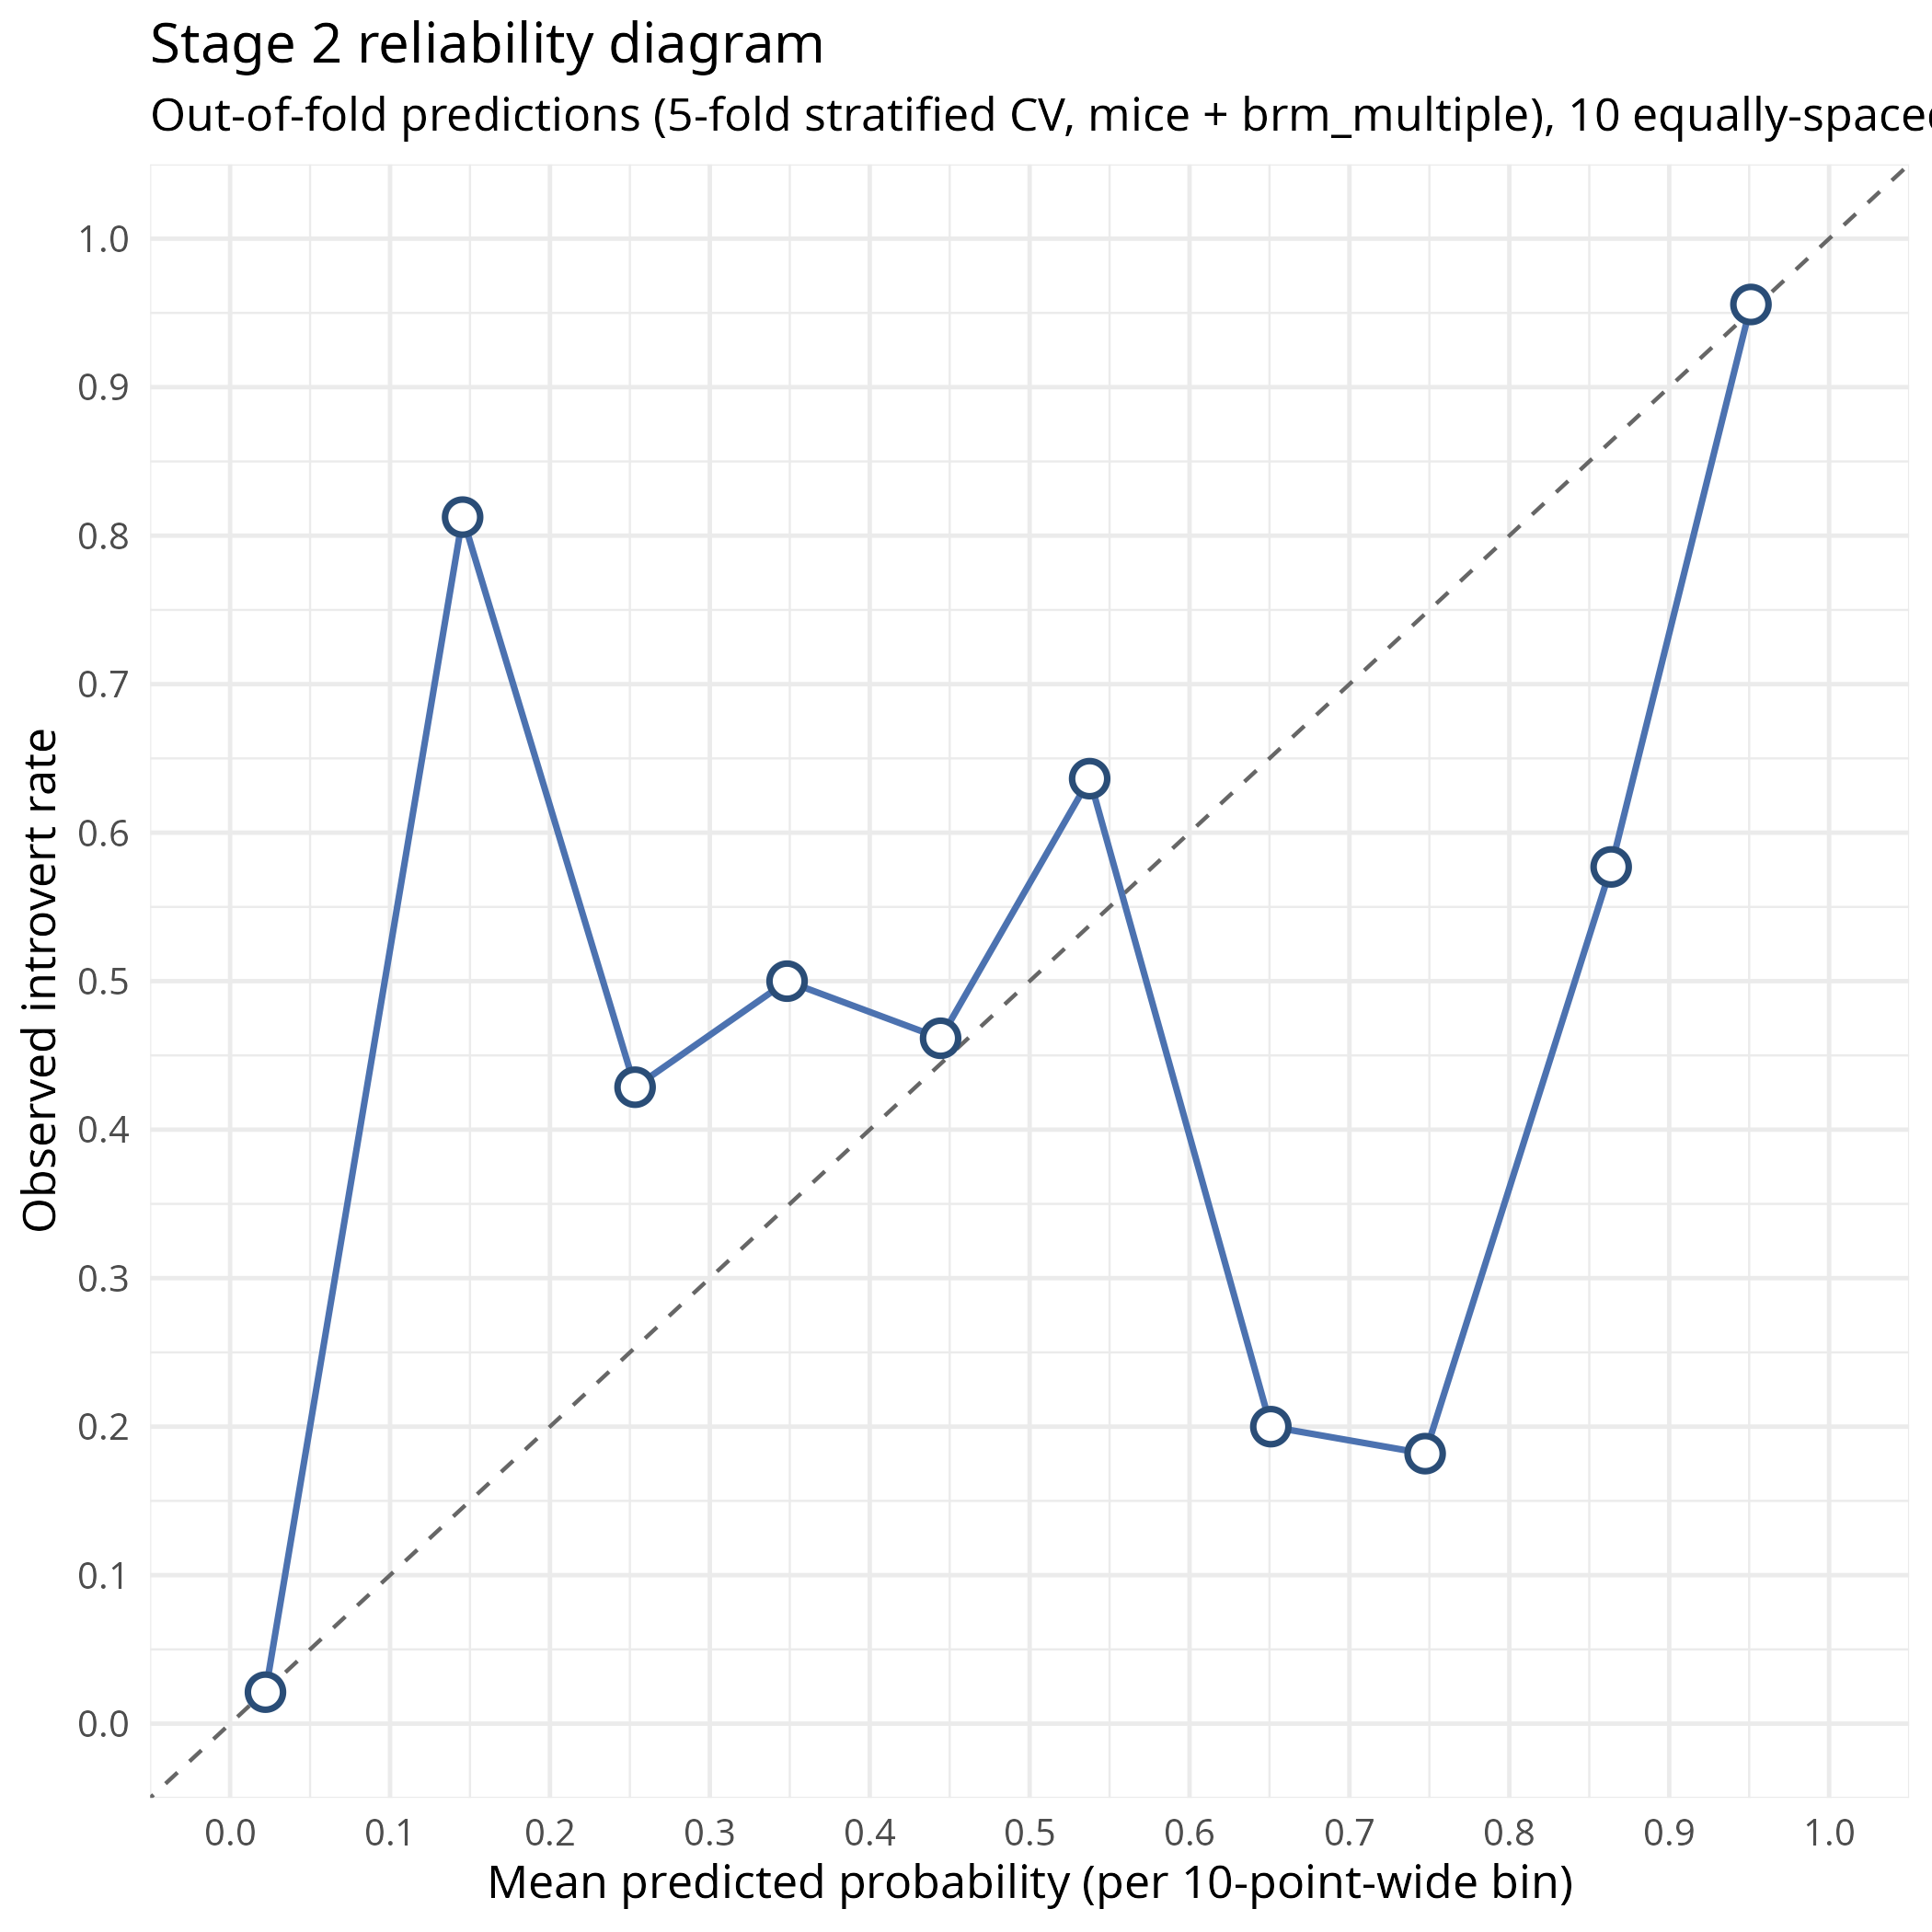 Stage 2 reliability diagram
Out-of-fold predictions (5-fold stratified CV, mice + brm_multiple), 10 equally-spaced
Observed introvert rate
1.0
0.9
0.8
0.7
0.6
0.5
0.4
0.3
0.2
0.1
0.0
0.0 0.1 0.2 0.3 0.4 0.5 0.6 0.7 0.8 0.9 1.0
Mean predicted probability (per 10-point-wide bin)